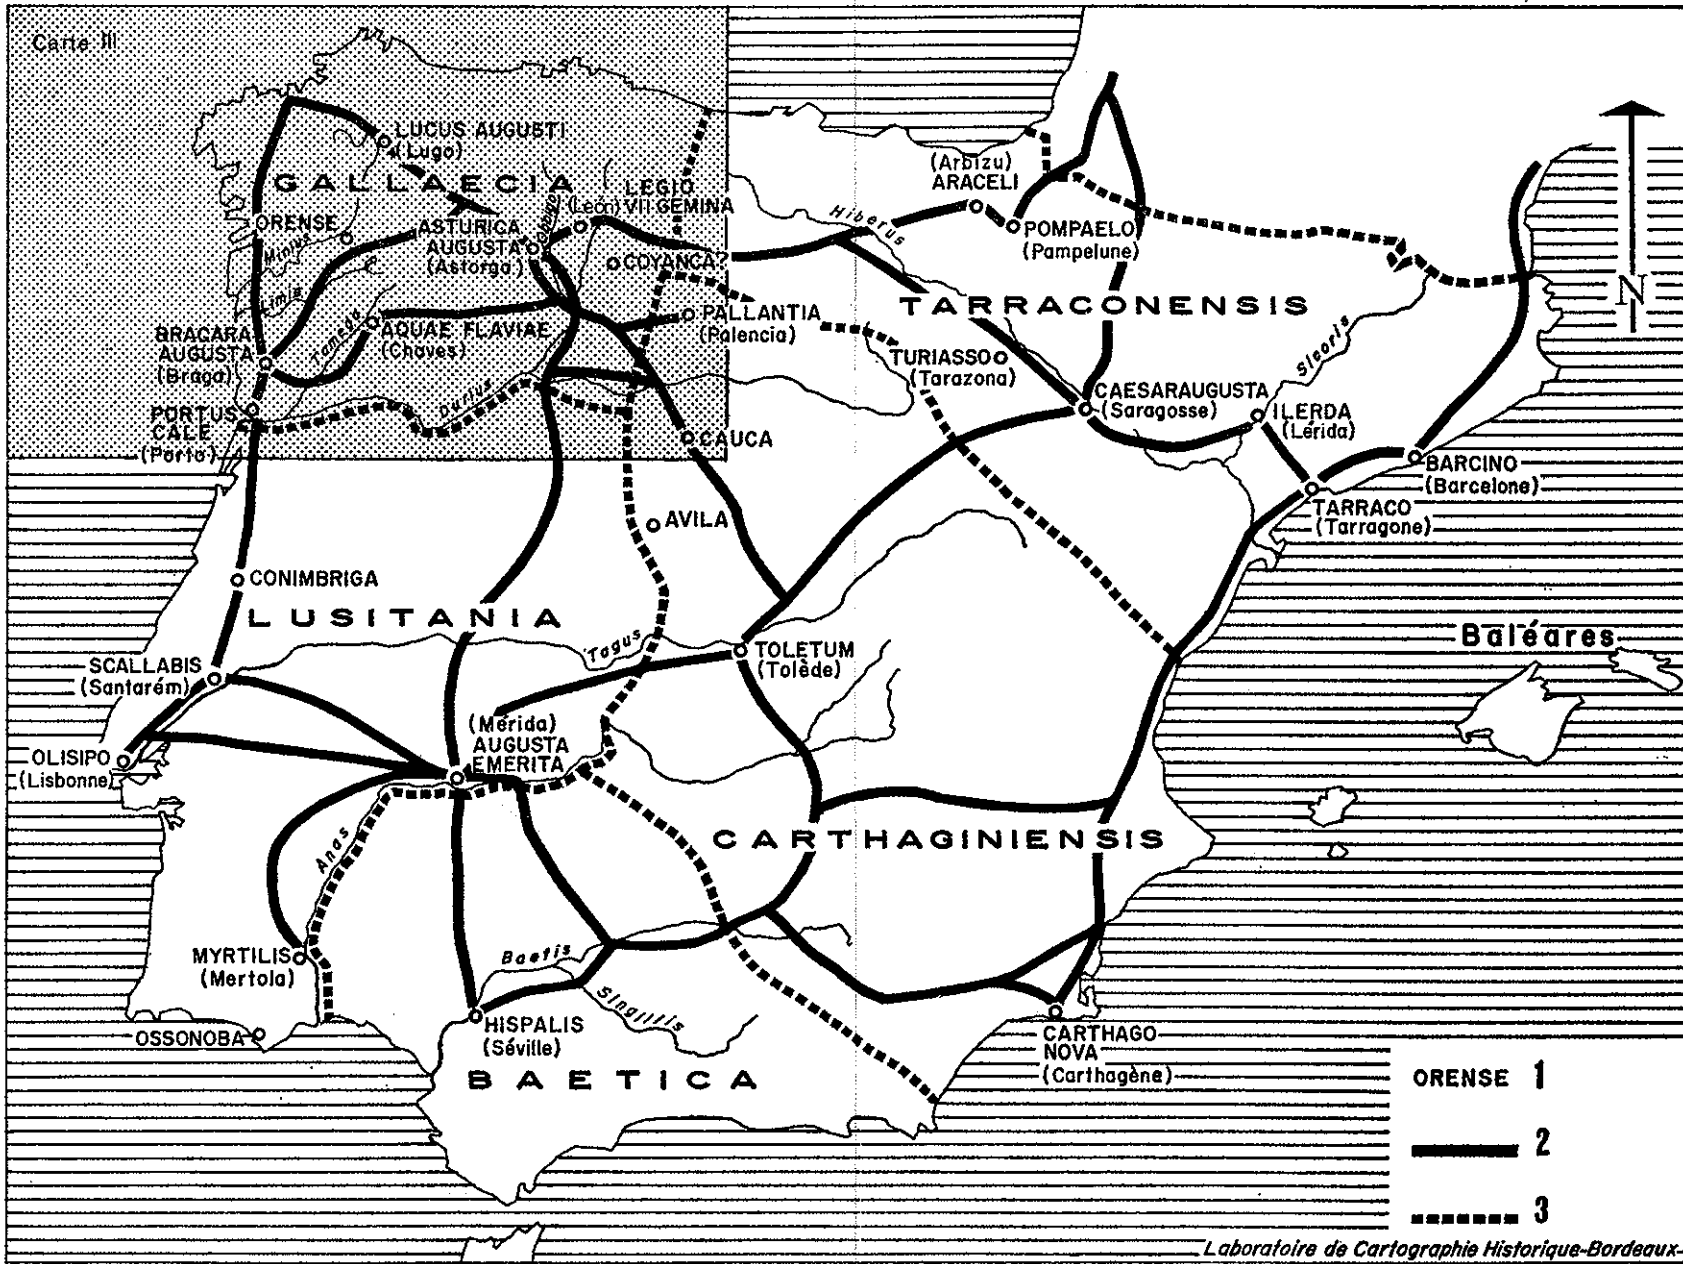 Carte III
LUCUS AUGUSTI
(Lugo)
GALLAECIA
LEGIO
(León) VII GEMINA
ORENSE
ASTURICA
AUGUSTA
(Astorga)
Minius
COYANCA?
Limia
Tamega
AQUAE FLAVIAE
(Chaves)
PALLANTIA
(Palencia)
BRACARA
AUGUSTA
(Braga)
PORTUS
CALE
(Porto)
Durius
CAUCA
(Arbizu)
ARACELI
Hiberus
POMPAELO
(Pampelune)
TARRACONENSIS
TURIASSO
(Tarazona)
Sisoris
CAESARAUGUSTA
(Saragosse)
ILERDA
(Lérida)
BARCINO
(Barcelone)
TARRACO
(Tarragone)
N
AVILA
CONIMBRIGA
LUSITANIA
SCALLABIS
(Santarém)
Tagus
TOLETUM
(Tolède)
Baléares
(Mérida)
AUGUSTA
EMERITA
OLISIPO
(Lisbonne)
CARTHAGINIENSIS
Anas
MYRTILIS
(Mertola)
Baetis
Singilis
OSSONOBA
HISPALIS
(Séville)
BAETICA
CARTHAGO
NOVA
(Carthagène)
ORENSE 1
2
3
Laboratoire de Cartographie Historique-Bordeaux-